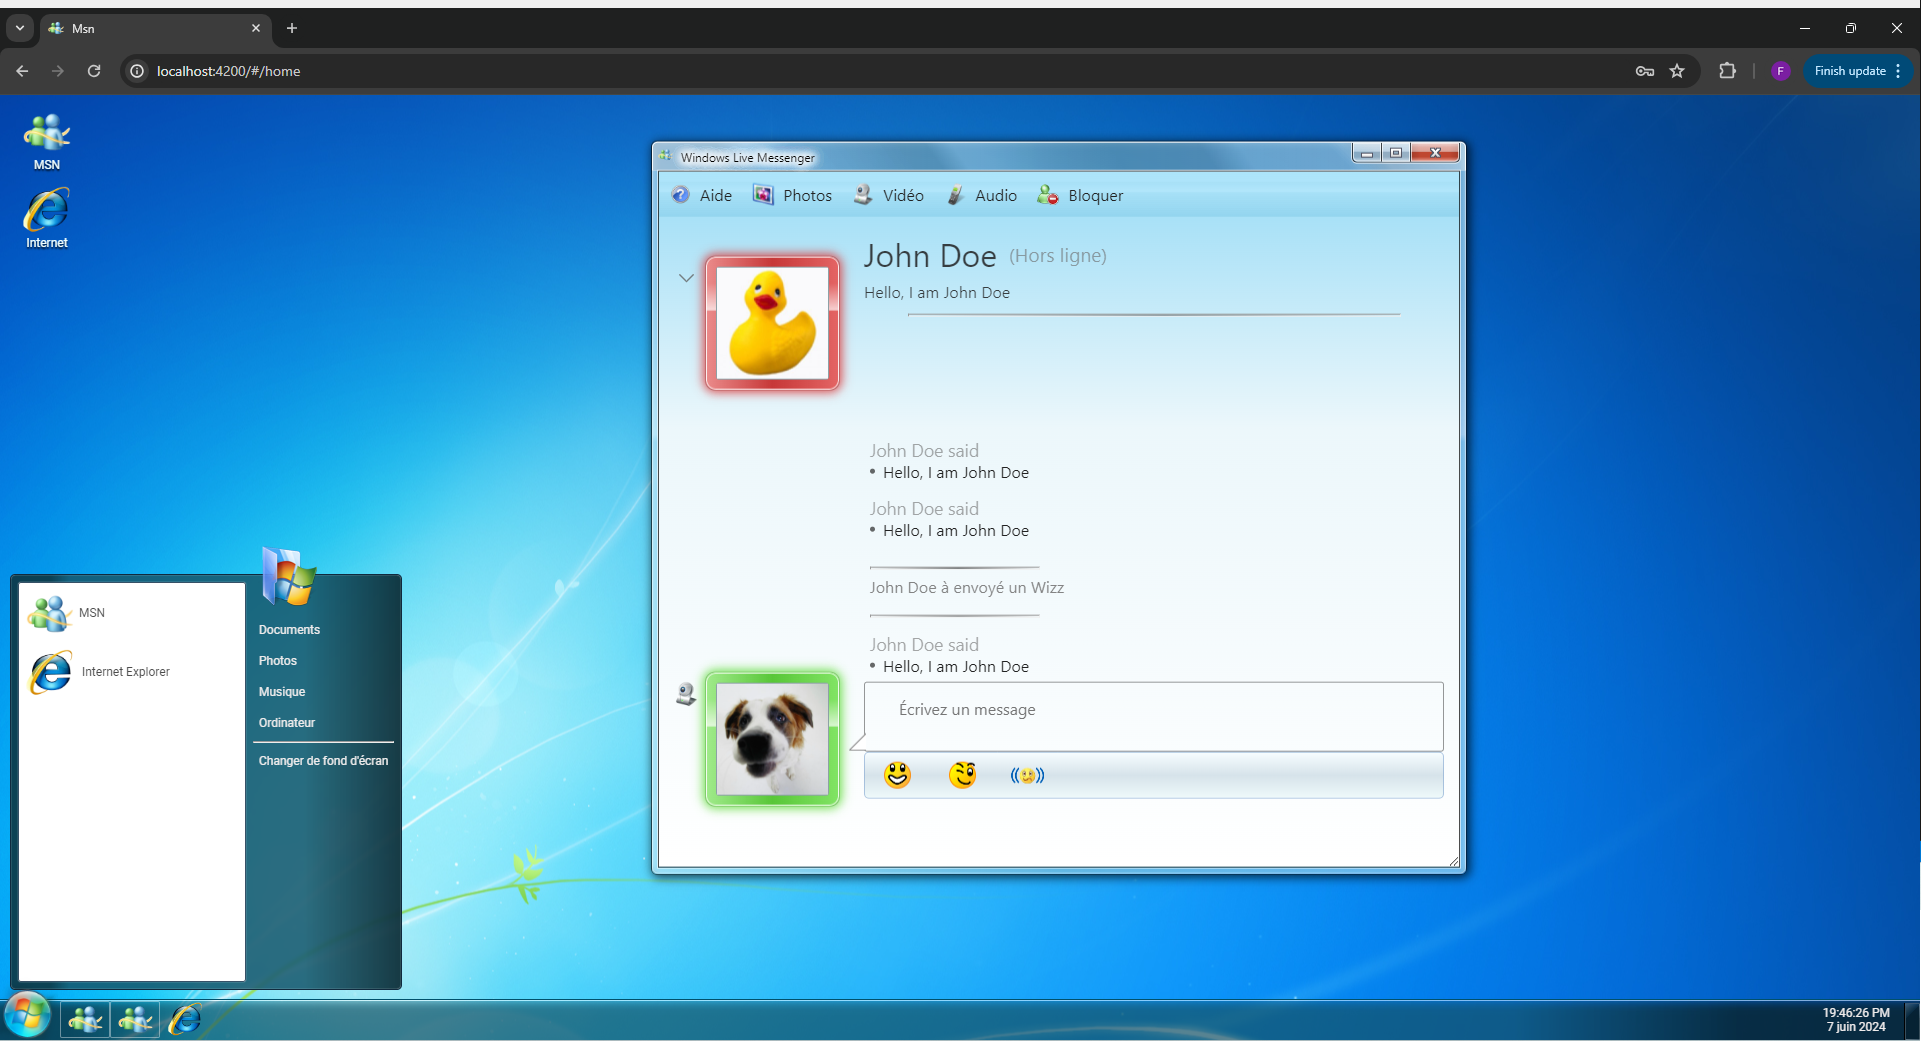 Msn
localhost:4200/#/home
F
Finish update
MSN
Internet
Windows Live Messenger
Aide
Photos
Vidéo
Audio
Bloquer
John Doe (Hors ligne)
Hello, I am John Doe
John Doe said
• Hello, I am John Doe
John Doe said
• Hello, I am John Doe
John Doe à envoyé un Wizz
John Doe said
• Hello, I am John Doe
Écrivez un message
MSN
Internet Explorer
Documents
Photos
Musique
Ordinateur
Changer de fond d'écran
19:46:26 PM
7 juin 2024